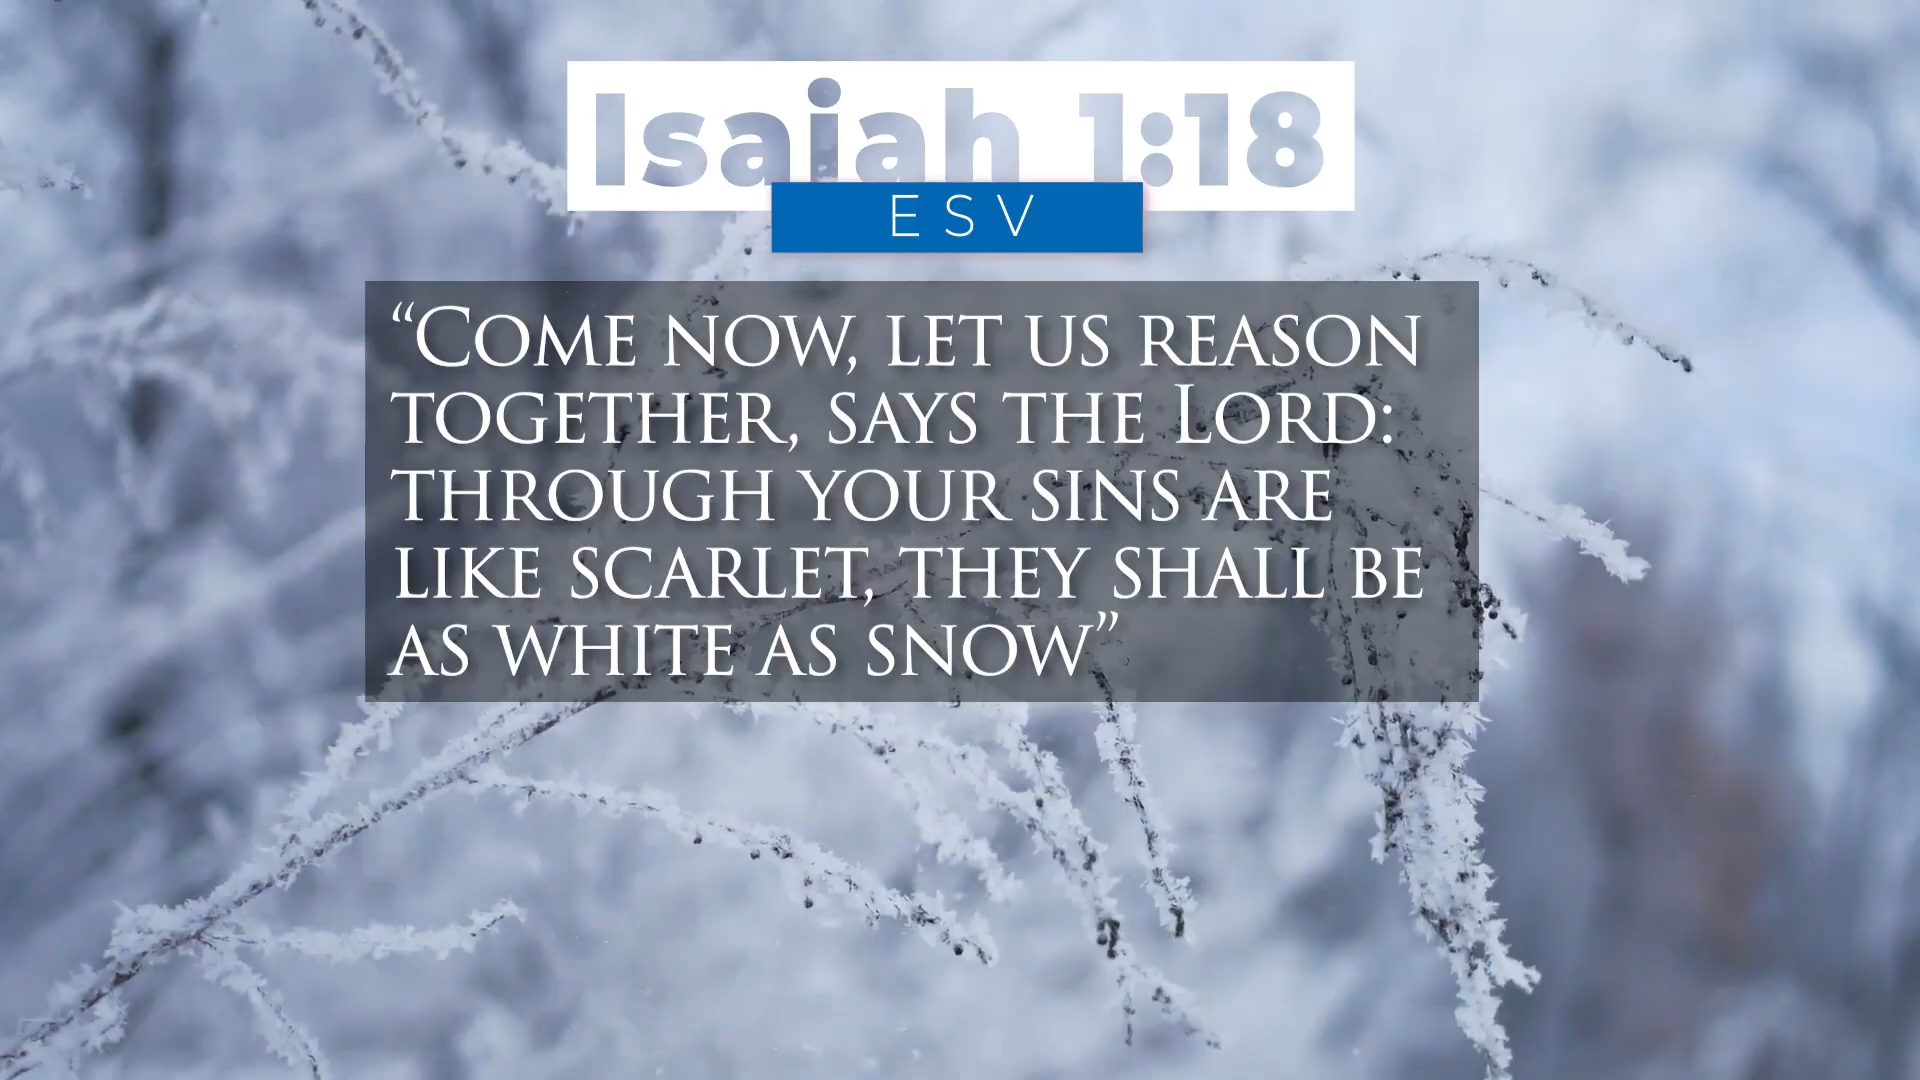 Isaiah 1:18
ESV
“Come now, let us reason
together, says the Lord:
through your sins are
like scarlet, they shall be
as white as snow”